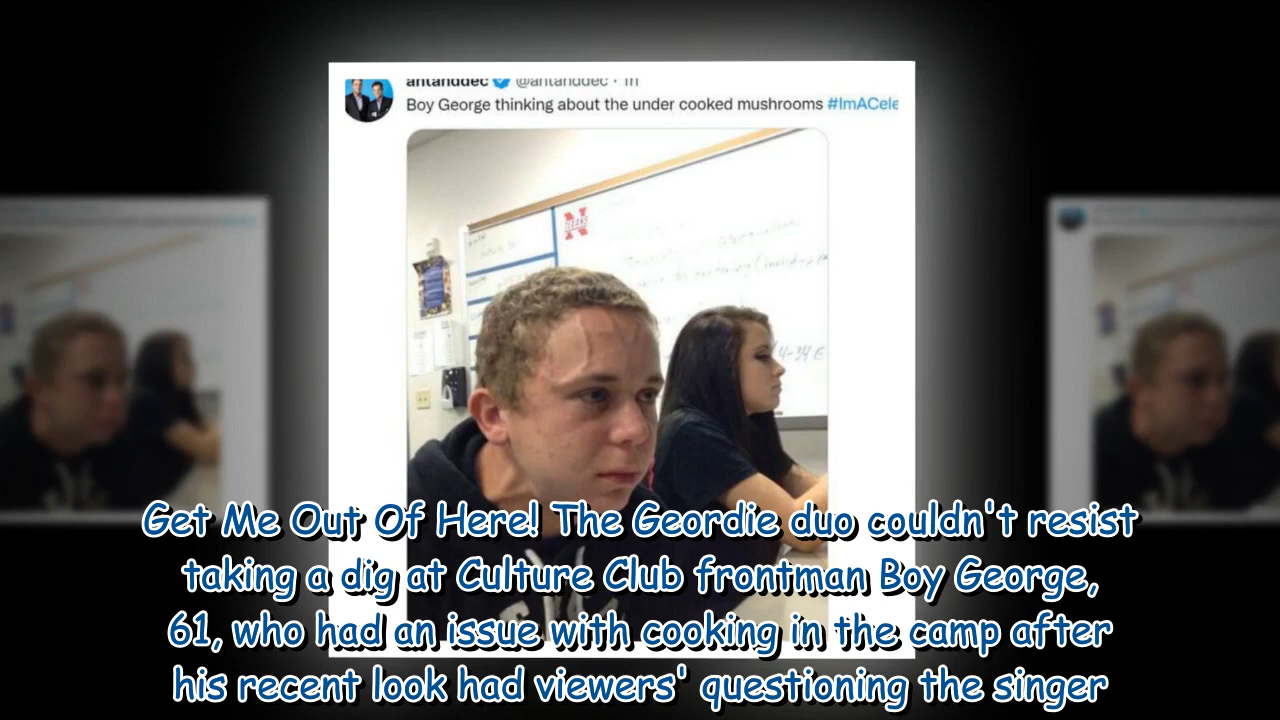 antanddec @antanddec · 1h
Boy George thinking about the under cooked mushrooms #ImACele
N
Get Me Out Of Here! The Geordie duo couldn't resist
taking a dig at Culture Club frontman Boy George,
61, who had an issue with cooking in the camp after
his recent look had viewers' questioning the singer